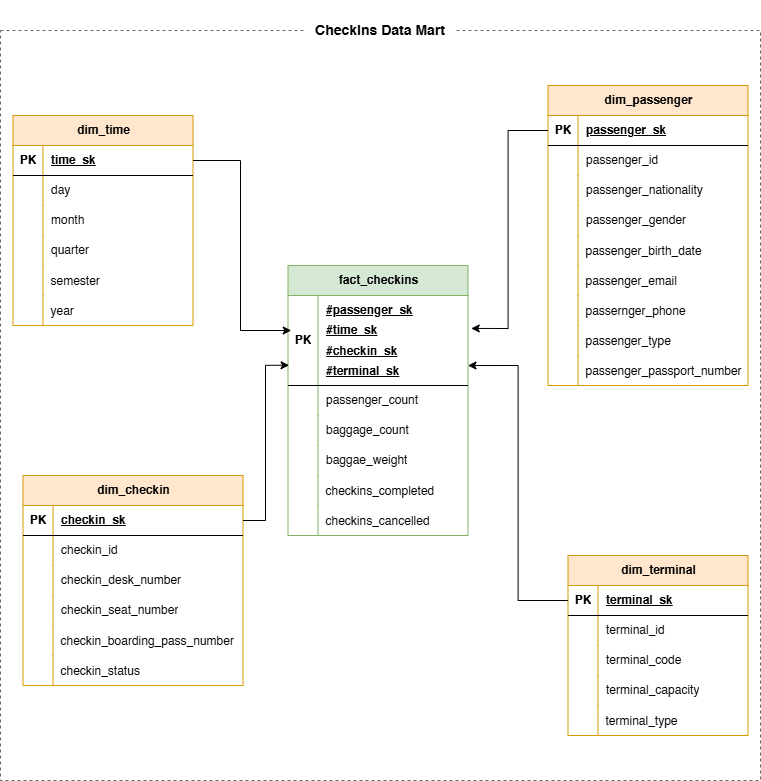 CheckIns Data Mart
dim_time
PK time_sk
day
month
quarter
semester
year
dim_passenger
PK passenger_sk
passenger_id
passenger_nationality
passenger_gender
passenger_birth_date
passenger_email
passernger_phone
passenger_type
passenger_passport_number
fact_checkins
PK
#passenger_sk
#time_sk
#checkin_sk
#terminal_sk
passenger_count
baggage_count
baggae_weight
checkins_completed
checkins_cancelled
dim_checkin
PK checkin_sk
checkin_id
checkin_desk_number
checkin_seat_number
checkin_boarding_pass_number
checkin_status
dim_terminal
PK terminal_sk
terminal_id
terminal_code
terminal_capacity
terminal_type